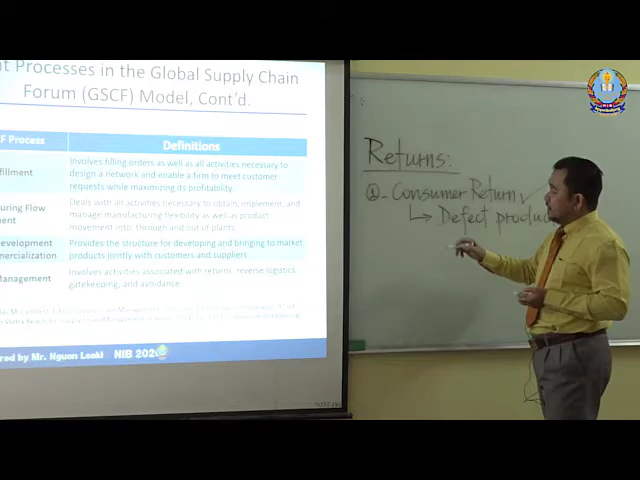 t Processes in the Global Supply Chain
Forum (GSCF) Model, Cont'd.
F Process
Definitions
fillment
Involves filling orders as well as all activities necessary to
design a network and enable a firm to meet customer
requests while maximizing its profitability.
uring Flow
ment
Deals with all activities necessary to obtain, implement, and
manage manufacturing flexibility as well as product
movement into, through and out of plants.
evelopment
mercialization
Provides the structure for developing and bringing to market
products jointly with customers and suppliers
Management
Involves activities associated with returns, reverse logistics,
gatekeeping, and avoidance.
red by Mr. Nguon Leaki NIB 202
Returns:
①- Consumer Return
↳ Defect produc